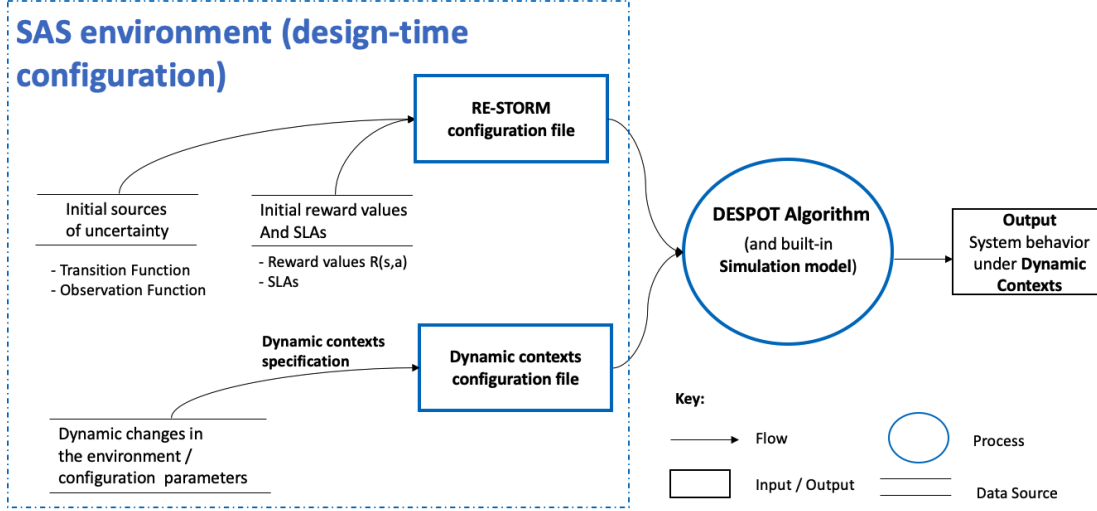 SAS environment (design-time
configuration)
RE-STORM
configuration file
Initial sources
of uncertainty
- Transition Function
- Observation Function
Initial reward values
And SLAs
- Reward values R(s,a)
- SLAs
DESPOT Algorithm
(and built-in
Simulation model)
Output
System behavior
under Dynamic
Contexts
Dynamic contexts
specification
Dynamic contexts
configuration file
Dynamic changes in
the environment /
configuration parameters
Key:
Flow
Process
Input / Output
Data Source